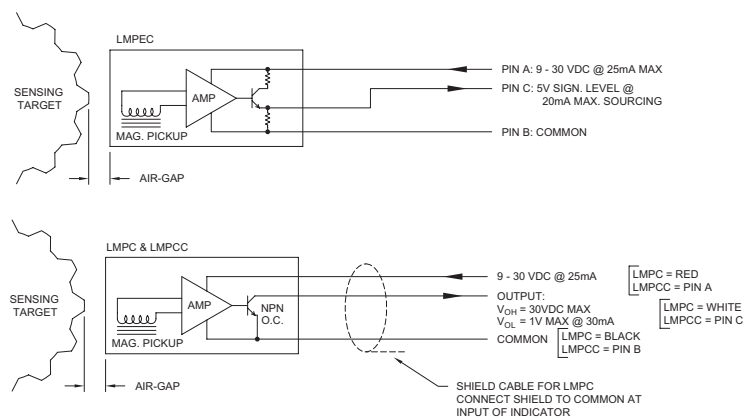 LMPEC
SENSING
TARGET
AMP
MAG. PICKUP
PIN A: 9 - 30 VDC @ 25mA MAX
PIN C: 5V SIGN. LEVEL @
20mA MAX. SOURCING
PIN B: COMMON
AIR-GAP
LMPC & LMPCC
SENSING
TARGET
AMP
NPN
O.C.
MAG. PICKUP
9 - 30 VDC @ 25mA
LMPC = RED
LMPCC = PIN A
OUTPUT:
VOH = 30VDC MAX
VOL = 1V MAX @ 30mA
LMPC = WHITE
LMPCC = PIN C
COMMON
LMPC = BLACK
LMPCC = PIN B
AIR-GAP
SHIELD CABLE FOR LMPC
CONNECT SHIELD TO COMMON AT
INPUT OF INDICATOR